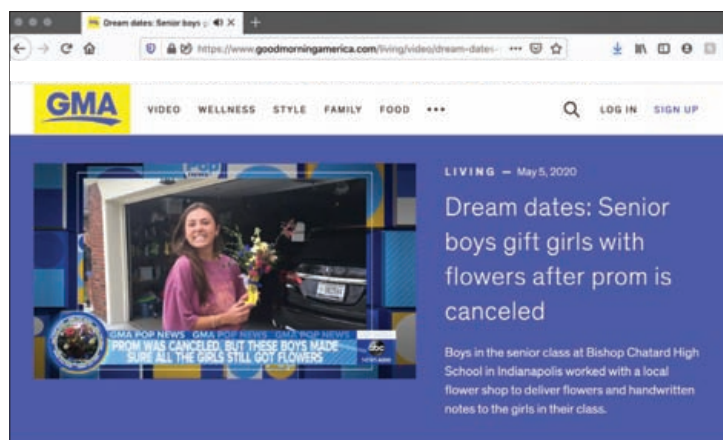 Dream dates: Senior boys g
https://www.goodmorningamerica.com/living/video/dream-dates-
GMA
VIDEO WELLNESS STYLE FAMILY FOOD ••• LOG IN SIGN UP
Pop
news
LIVING — May 5, 2020
Dream dates: Senior
boys gift girls with
flowers after prom is
canceled
Boys in the senior class at Bishop Chatard High
School in Indianapolis worked with a local
flower shop to deliver flowers and handwritten
notes to the girls in their class.
GMA POP NEWS GMA POP NEWS GMA POP NEWS
PROM WAS CANCELED, BUT THESE BOYS MADE
SURE ALL THE GIRLS STILL GOT FLOWERS
abc